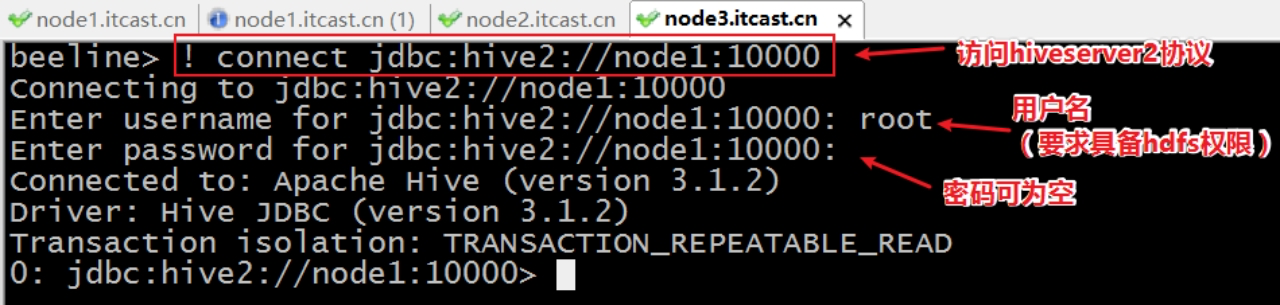 node1.itcast.cn
node1.itcast.cn (1)
node2.itcast.cn
node3.itcast.cn
beeline> ! connect jdbc:hive2://node1:10000
访问hiveserver2协议
Connecting to jdbc:hive2://node1:10000
Enter username for jdbc:hive2://node1:10000: root
用户名
（要求具备hdfs权限）
Enter password for jdbc:hive2://node1:10000:
密码可为空
Connected to: Apache Hive (version 3.1.2)
Driver: Hive JDBC (version 3.1.2)
Transaction isolation: TRANSACTION_REPEATABLE_READ
0: jdbc:hive2://node1:10000>